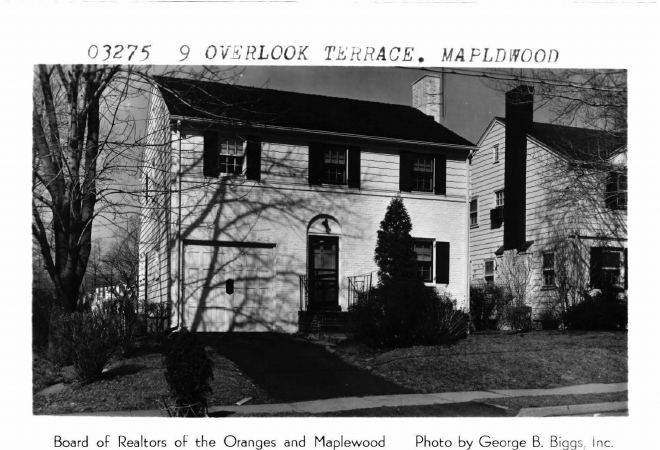 03275 9 OVERLOOK TERRACE. MAPLDWOOD
Board of Realtors of the Oranges and Maplewood Photo by George B. Biggs, Inc.